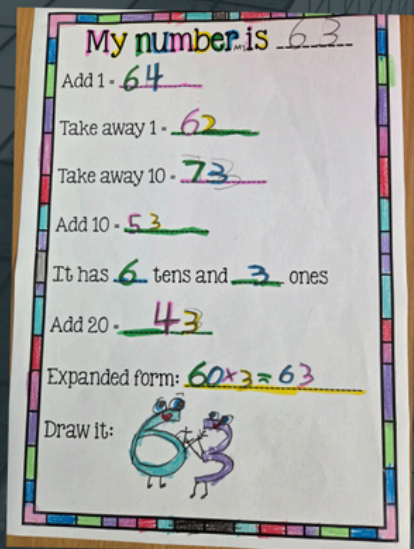 My number is 63
Add 1 - 64
Take away 1 - 62
Take away 10 - 73
Add 10 - 53
It has 6 tens and 3 ones
Add 20 - 43
Expanded form: 60+3=63
Draw it:
63